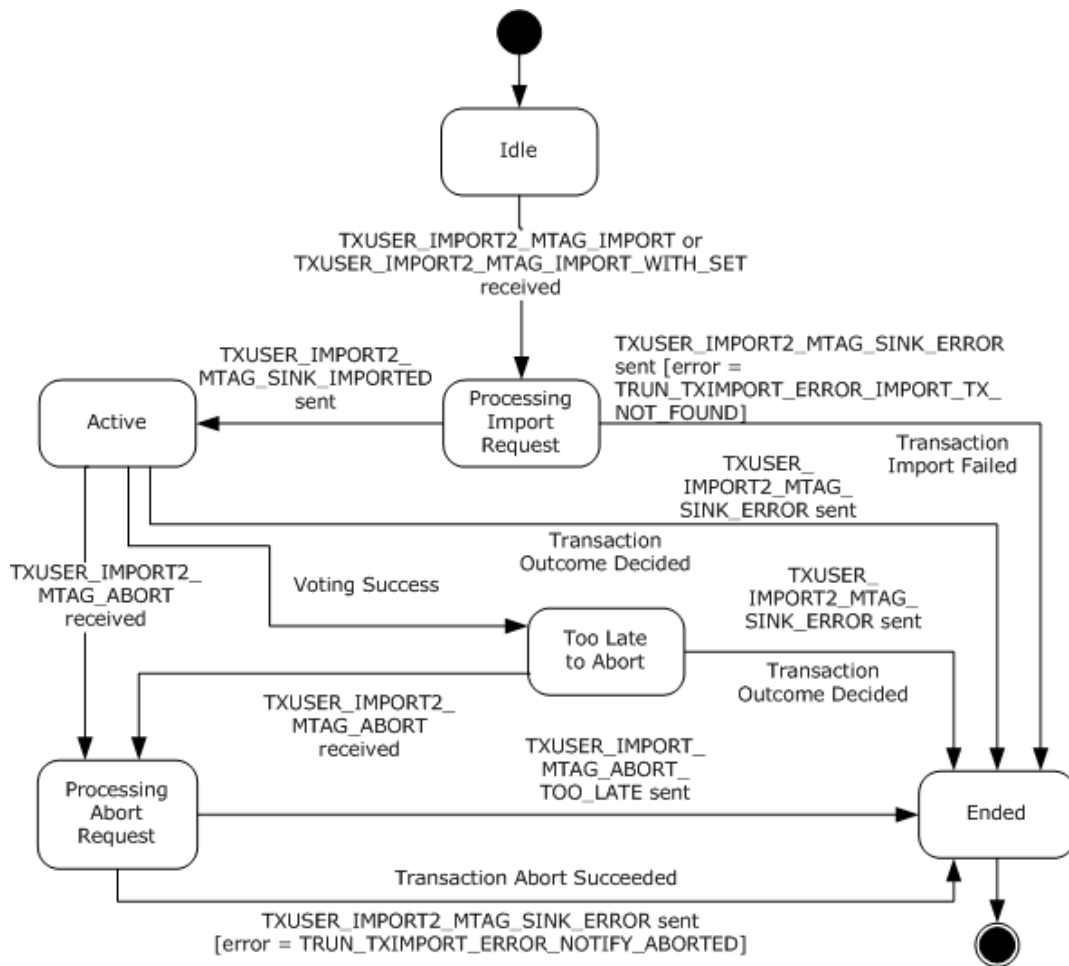 Idle
TXUSER_IMPORT2_MTAG_IMPORT or
TXUSER_IMPORT2_MTAG_IMPORT_WITH_SET
received
TXUSER_IMPORT2_
MTAG_SINK_IMPORTED
sent
TXUSER_IMPORT2_MTAG_SINK_ERROR
sent [error =
TRUN_TXIMPORT_ERROR_IMPORT_TX_
NOT_FOUND]
Active
Processing
Import
Request
Transaction
Import Failed
TXUSER_
IMPORT2_MTAG_
SINK_ERROR sent
Transaction
Outcome Decided
TXUSER_IMPORT2_
MTAG_ABORT
received
Voting Success
TXUSER_
IMPORT2_MTAG_
SINK_ERROR sent
Too Late
to Abort
Transaction
Outcome Decided
TXUSER_IMPORT2_
MTAG_ABORT
received
TXUSER_IMPORT_
MTAG_ABORT_
TOO_LATE sent
Processing
Abort
Request
Ended
Transaction Abort Succeeded
TXUSER_IMPORT2_MTAG_SINK_ERROR sent
[error = TRUN_TXIMPORT_ERROR_NOTIFY_ABORTED]